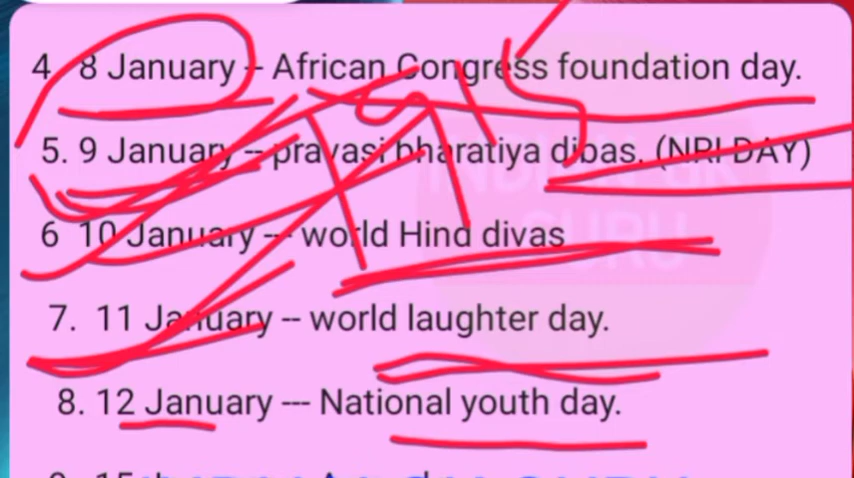 4 8 January - African Congress foundation day.
5. 9 January -- pravasi bharatiya dibas. (NRI DAY)
6 10 January --- world Hind divas
7. 11 January -- world laughter day.
8. 12 January --- National youth day.